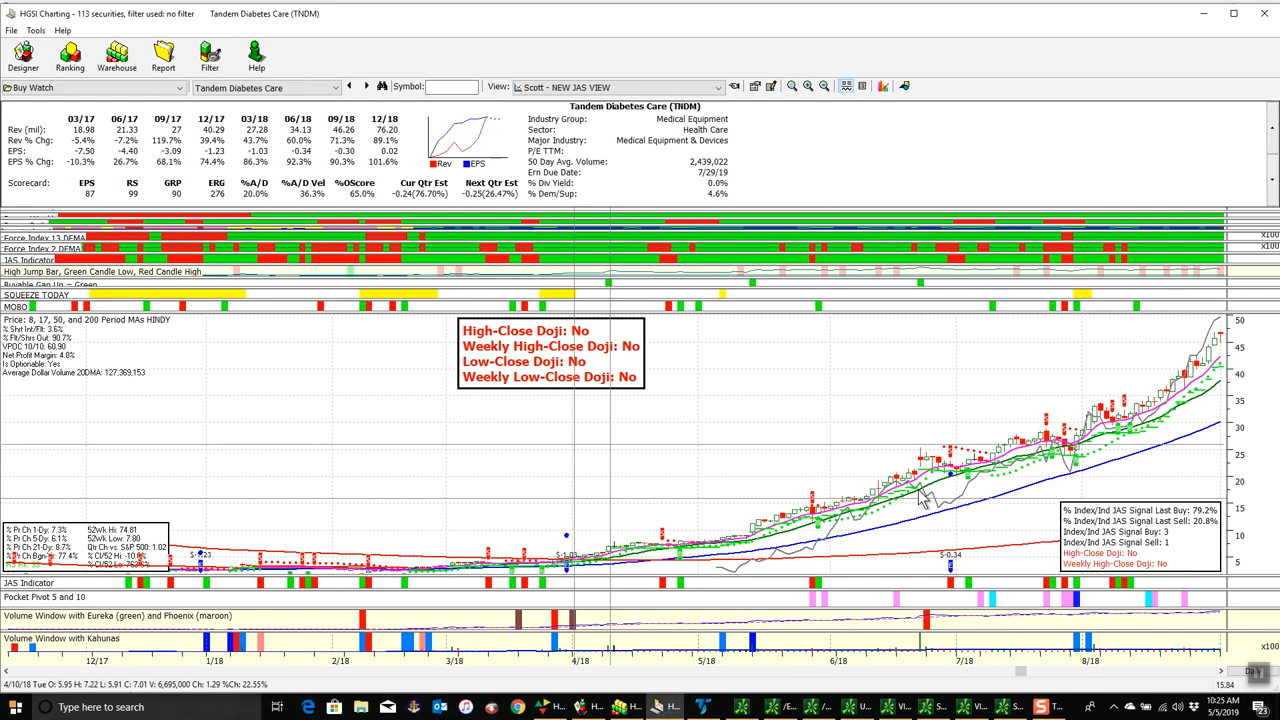 HGSI Charting - 113 securities, filter used: no filter Tandem Diabetes Care (TNDM)
File Tools Help
Designer Ranking Warehouse Report Filter Help
Buy Watch Tandem Diabetes Care Symbol: View: Scott - NEW JAS VIEW
Tandem Diabetes Care (TNDM)
03/17 06/17 09/17 12/17 03/18 06/18 09/18 12/18
Rev (mil) 18.98 21.33 27 40.29 27.28 34.13 46.26 76.20
Rev % Chg -5.4% -7.2% 119.7% 39.4% 43.7% 60.0% 71.3% 89.1%
EPS: -7.50 -4.40 -3.09 -1.23 -1.03 -0.34 -0.30 0.02
EPS % Chg -10.3% 26.7% 68.1% 74.4% 86.3% 92.3% 90.3% 101.6%
Scorecard: EPS RS GRP ERG %A/D %A/D Vel %OScore Cur Qtr Est Next Qtr Est
87 99 90 276 20.0% 36.3% 65.0% -0.24(76.70%) -0.25(26.47%)
Rev EPS
Industry Group: Medical Equipment
Sector: Health Care
Major Industry: Medical Equipment & Devices
P/E TTM:
50 Day Avg. Volume: 2,439,022
Ern Due Date: 7/29/19
% Div Yield: 0.0%
% Dem/Sup: 4.6%
Force Index 13 DEMA x100
Force Index 2 DEMA x100
JAS Indicator
High Jump Bar, Green Candle Low, Red Candle High
Buyable Gap Up = Green
SQUEEZE TODAY
MOBO
Price: 8, 17, 50, and 200 Period MAs HINDY
% Shrt Int/Flt: 3.6%
% Flt/Shrs Out: 90.7%
VPOC 10/10: 60.90
Net Profit Margin: 4.8%
Is Optionable: Yes
Average Dollar Volume 20DMA: 127,369,153
High-Close Doji: No
Weekly High-Close Doji: No
Low-Close Doji: No
Weekly Low-Close Doji: No
50
45
40
35
30
25
20
15
10
5
% Pr Ch 1-Dy: 7.3% 52Wk Hi: 74.81
% Pr Ch 5-Dy: 6.1% 52Wk Low: 7.80
% Pr Ch 21-Dy: 8.7% Qtr Ch vs. S&P 500: 1.02
$-0.34
% Index/Ind JAS Signal Last Buy: 79.2%
% Index/Ind JAS Signal Last Sell: 20.8%
Index/Ind JAS Signal Buy: 3
Index/Ind JAS Signal Sell: 1
High-Close Doji: No
Weekly High-Close Doji: No
JAS Indicator
Pocket Pivot 5 and 10
Volume Window with Eureka (green) and Phoenix (maroon)
Volume Window with Kahunas x100
12/17 1/18 2/18 3/18 4/18 5/18 6/18 7/18 8/18
4/10/18 Tue O: 5.95 H: 7.22 L: 5.91 C: 7.01 V: 6,695,000 Ch: 1.29 %Ch: 22.55% 15.84
Type here to search
10:25 AM
5/5/2019